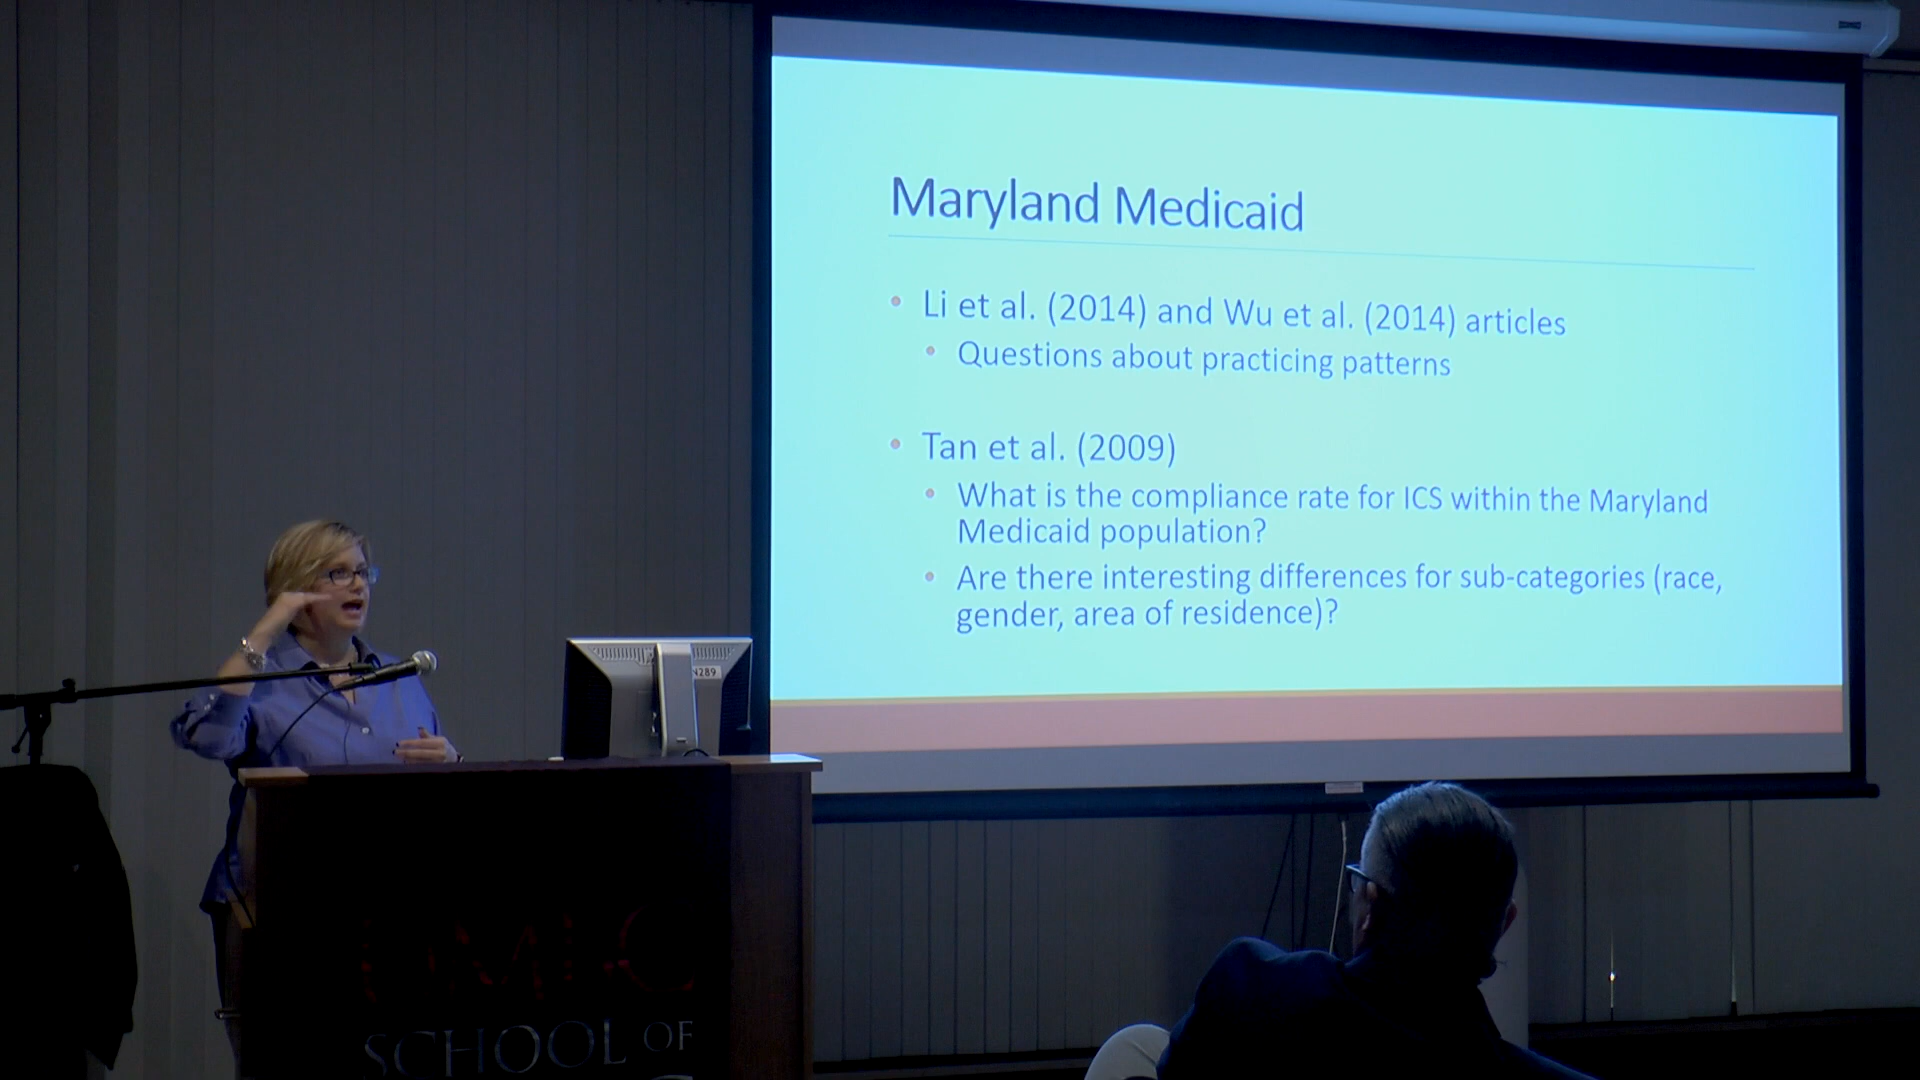 Maryland Medicaid
• Li et al. (2014) and Wu et al. (2014) articles
• Questions about practicing patterns
• Tan et al. (2009)
• What is the compliance rate for ICS within the Maryland
Medicaid population?
• Are there interesting differences for sub-categories (race,
gender, area of residence)?
SCHOOL OF